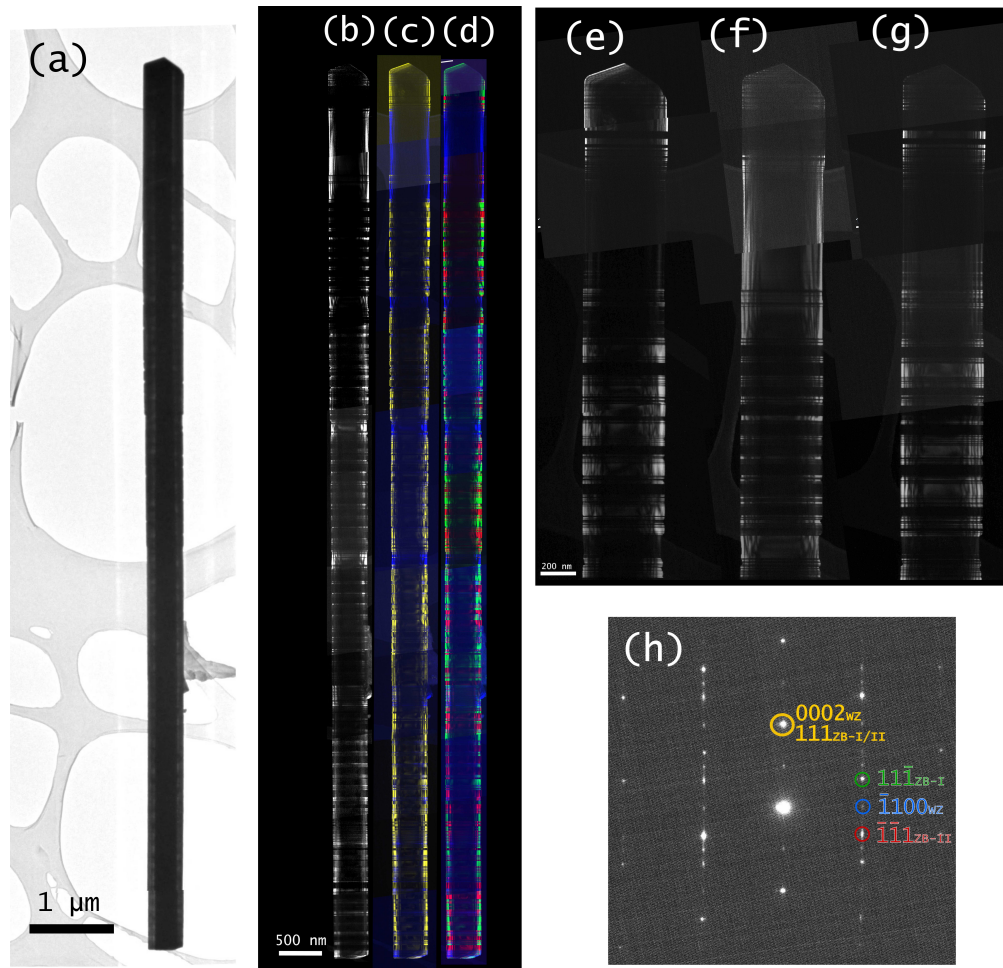 (a)
1 µm
(b)
(c)
(d)
500 nm
(e)
(f)
(g)
200 nm
(h)
0002WZ
111ZB-I/II
111̄ZB-I
1̄100WZ
1̄1̄1ZB-II